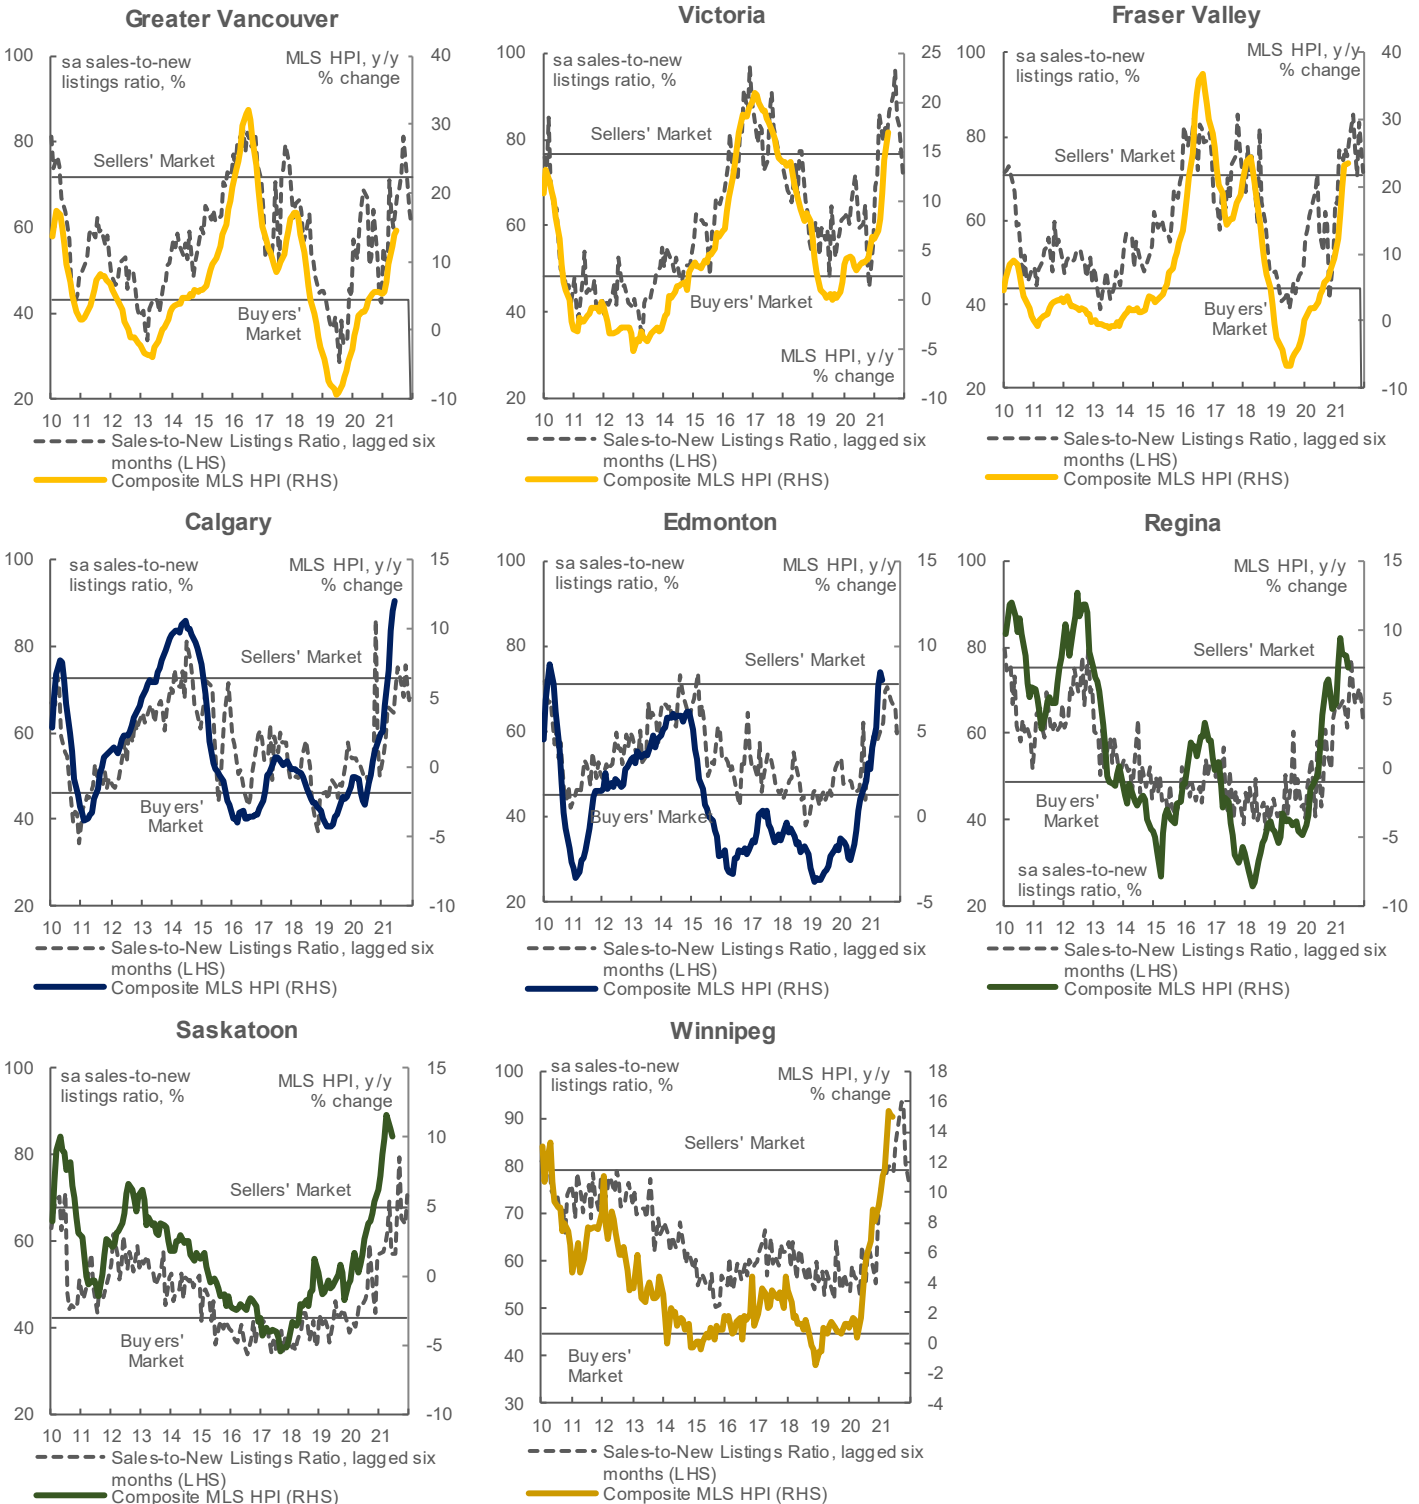 Greater Vancouver
100
80
60
40
20
sa sales-to-new
listings ratio, %
MLS HPI, y/y
% change
40
30
20
10
0
-10
Sellers' Market
Buyers'
Market
10 11 12 13 14 15 16 17 18 19 20 21
Sales-to-New Listings Ratio, lagged six
months (LHS)
Composite MLS HPI (RHS)
Victoria
100
80
60
40
20
sa sales-to-new
listings ratio, %
25
20
15
10
5
0
-5
-10
Sellers' Market
Buyers' Market
MLS HPI, y/y
% change
10 11 12 13 14 15 16 17 18 19 20 21
Sales-to-New Listings Ratio, lagged six
months (LHS)
Composite MLS HPI (RHS)
Fraser Valley
100
80
60
40
20
sa sales-to-new
listings ratio, %
MLS HPI, y/y
% change
40
30
20
10
0
-10
Sellers' Market
Buyers'
Market
10 11 12 13 14 15 16 17 18 19 20 21
Sales-to-New Listings Ratio, lagged six
months (LHS)
Composite MLS HPI (RHS)
Calgary
100
80
60
40
20
sa sales-to-new
listings ratio, %
MLS HPI, y/y
% change
15
10
5
0
-5
-10
Sellers' Market
Buyers'
Market
10 11 12 13 14 15 16 17 18 19 20 21
Sales-to-New Listings Ratio, lagged six
months (LHS)
Composite MLS HPI (RHS)
Edmonton
100
80
60
40
20
sa sales-to-new
listings ratio, %
MLS HPI, y/y
% change
15
10
5
0
-5
Sellers' Market
Buyers' Market
10 11 12 13 14 15 16 17 18 19 20 21
Sales-to-New Listings Ratio, lagged six
months (LHS)
Composite MLS HPI (RHS)
Regina
100
80
60
40
20
MLS HPI, y/y
% change
15
10
5
0
-5
-10
Sellers' Market
Buyers'
Market
sa sales-to-new
listings ratio, %
10 11 12 13 14 15 16 17 18 19 20 21
Sales-to-New Listings Ratio, lagged six
months (LHS)
Composite MLS HPI (RHS)
Saskatoon
100
80
60
40
20
sa sales-to-new
listings ratio, %
MLS HPI, y/y
% change
15
10
5
0
-5
-10
Sellers' Market
Buyers'
Market
10 11 12 13 14 15 16 17 18 19 20 21
Sales-to-New Listings Ratio, lagged six
months (LHS)
Composite MLS HPI (RHS)
Winnipeg
100
90
80
70
60
50
40
30
sa sales-to-new
listings ratio, %
MLS HPI, y/y
% change
18
16
14
12
10
8
6
4
2
0
-2
-4
Sellers' Market
Buyers'
Market
10 11 12 13 14 15 16 17 18 19 20 21
Sales-to-New Listings Ratio, lagged six
months (LHS)
Composite MLS HPI (RHS)